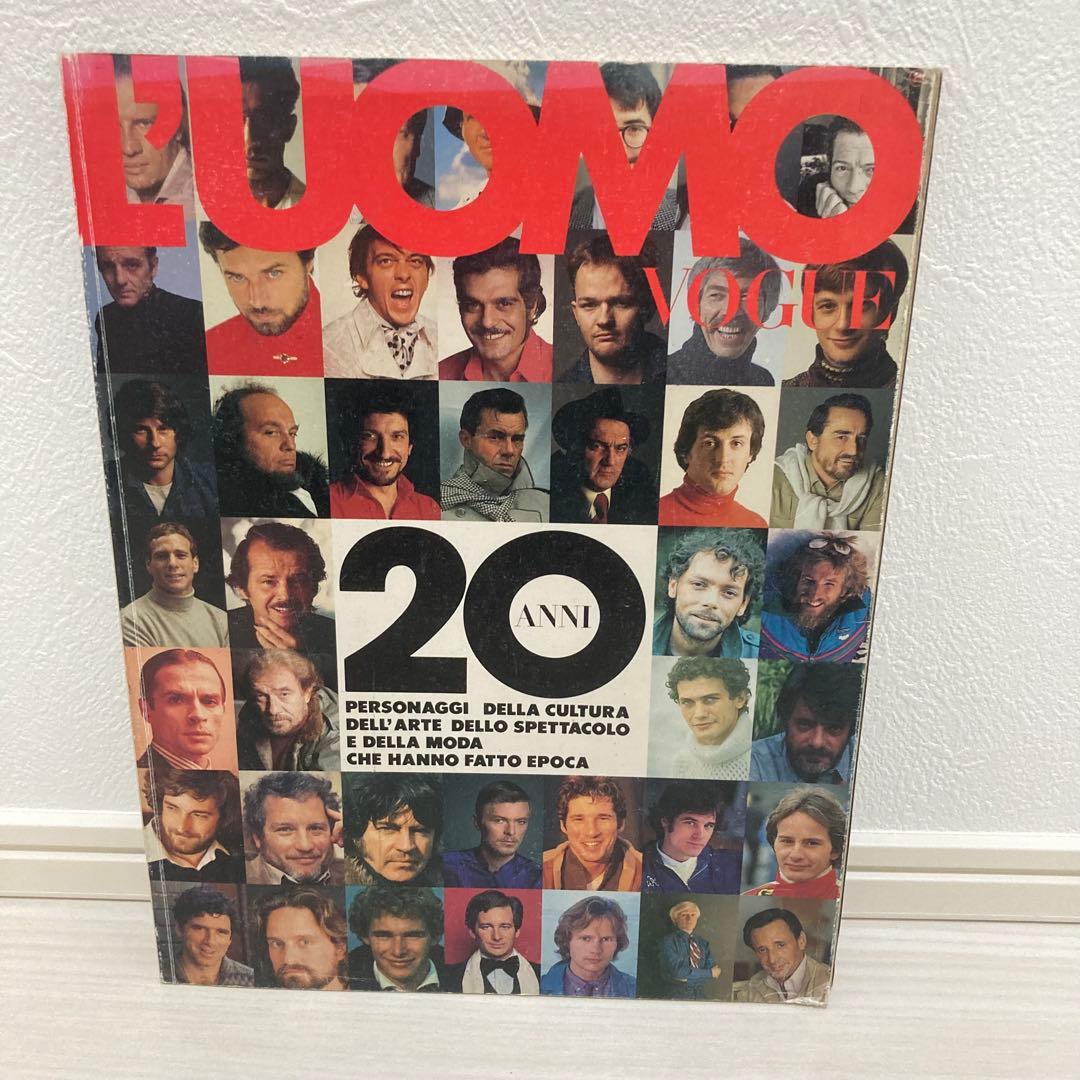 L'UOMO
VOGUE
20
ANNI
PERSONAGGI DELLA CULTURA
DELL'ARTE DELLO SPETTACOLO
E DELLA MODA
CHE HANNO FATTO EPOCA